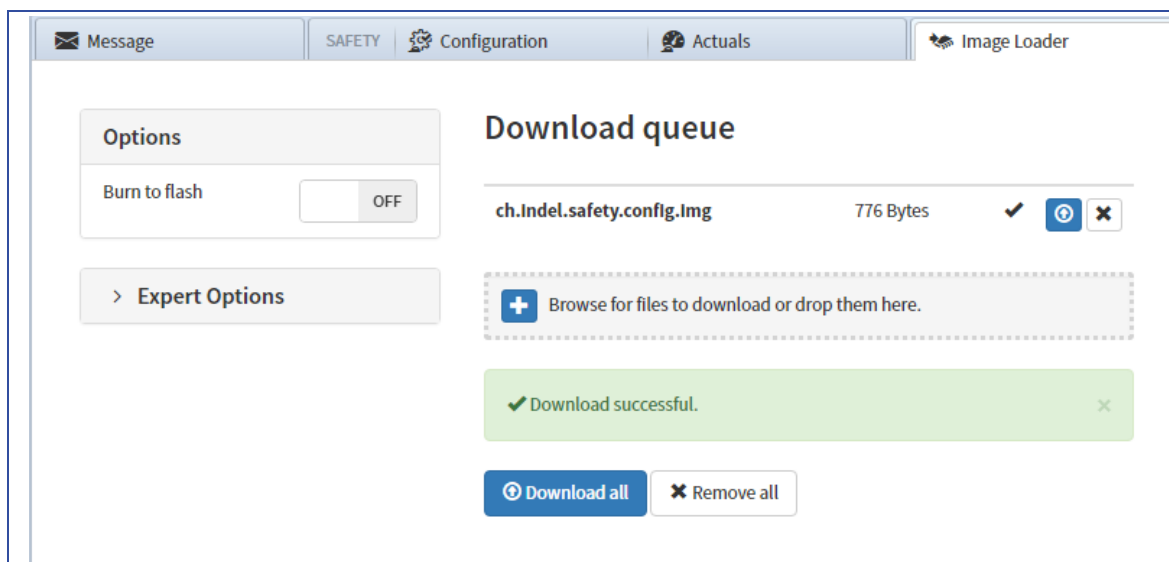 Message
SAFETY
Configuration
Actuals
Image Loader
Options
Burn to flash
OFF
Expert Options
Download queue
ch.indel.safety.config.img
776 Bytes
Browse for files to download or drop them here.
Download successful.
Download all
Remove all